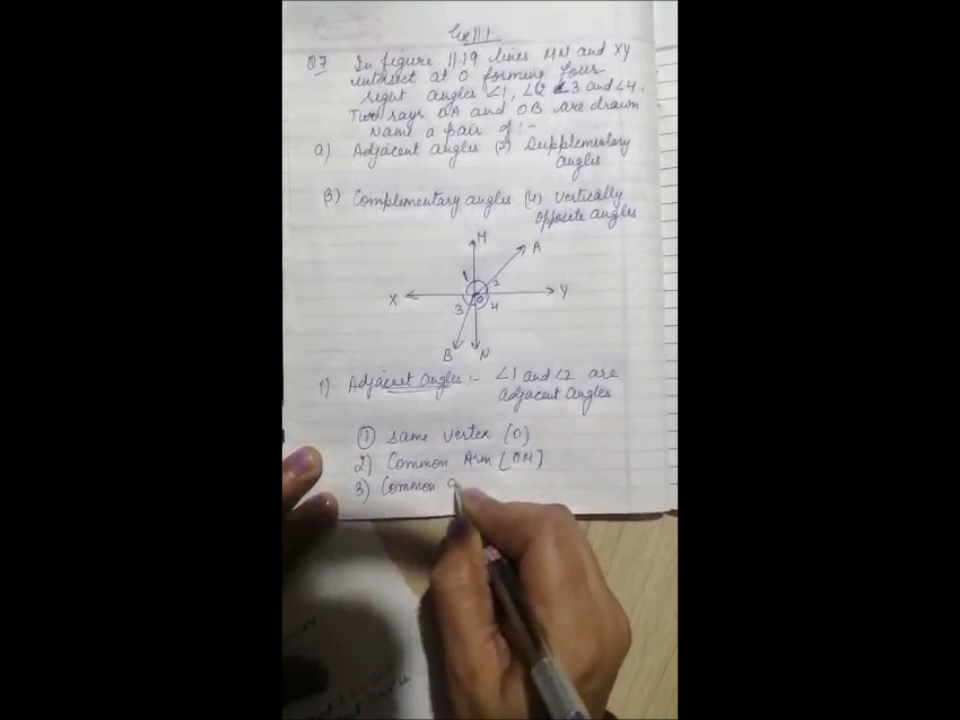 Ex 11.1
Q7 In figure 11.19 lines MN and XY
intersect at O forming four
right angles ∠1, ∠2 ∠3 and ∠4.
Two rays OA and OB are drawn
Name a pair of :-
a) Adjacent angles (2) Supplementary
angles
(3) Complementary angles (4) Vertically
opposite angles
M
A
1
2
X
O
Y
3
4
B
N
1) Adjacent angles :- ∠1 and ∠2 are
adjacent angles
① same vertex (O)
2) Common Arm [OM]
3) Common